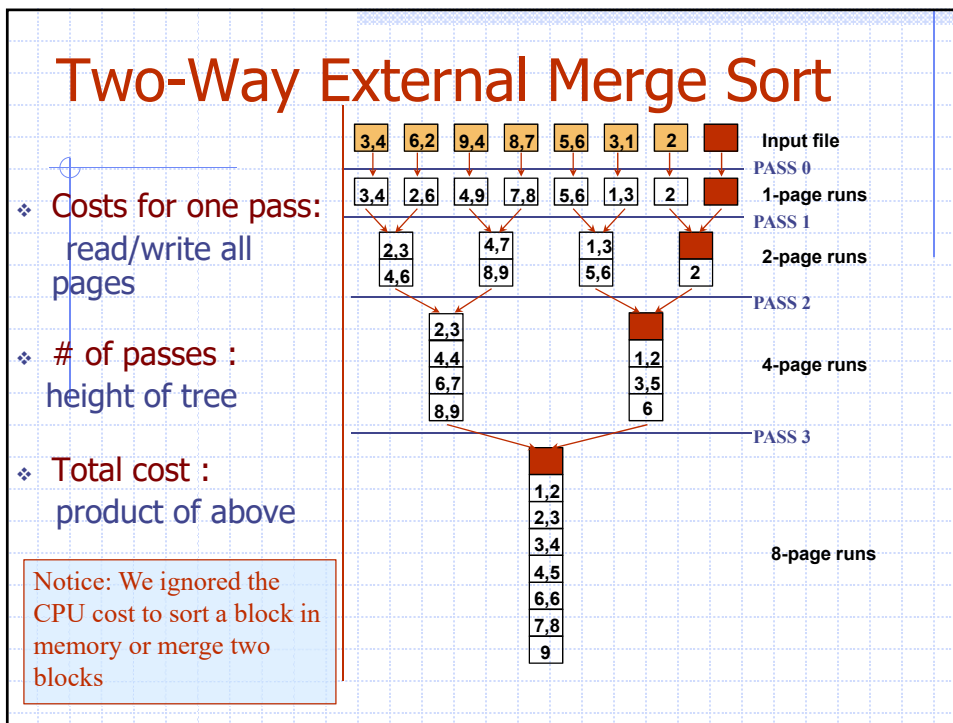 Two-Way External Merge Sort
❖ Costs for one pass:
read/write all
pages
❖ # of passes :
height of tree
❖ Total cost :
product of above
Notice: We ignored the
CPU cost to sort a block in
memory or merge two
blocks
3,4 6,2 9,4 8,7 5,6 3,1 2 Input file
PASS 0
3,4 2,6 4,9 7,8 5,6 1,3 2 1-page runs
PASS 1
2,3 4,7 1,3
4,6 8,9 5,6 2
2-page runs
PASS 2
2,3
4,4 1,2
6,7 3,5
8,9 6
4-page runs
PASS 3
1,2
2,3
3,4
4,5
6,6
7,8
9
8-page runs